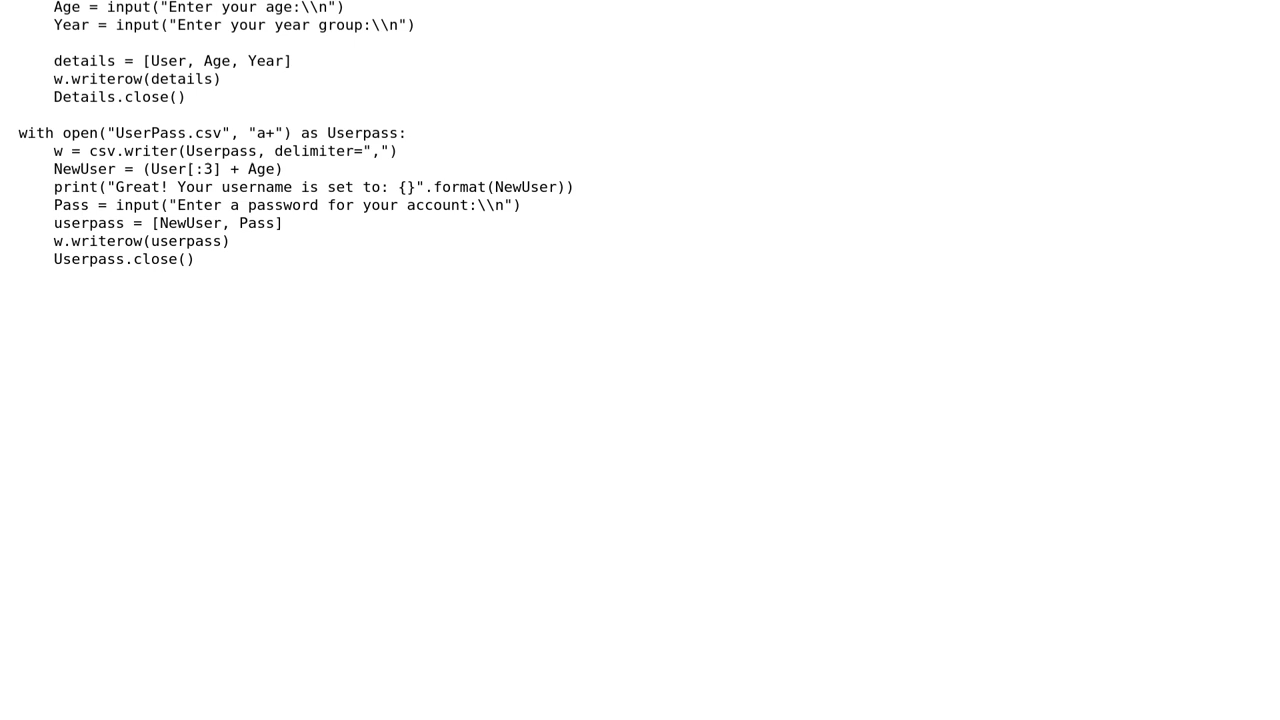 Age = input("Enter your age:\\n")
    Year = input("Enter your year group:\\n")

    details = [User, Age, Year]
    w.writerow(details)
    Details.close()

with open("UserPass.csv", "a+") as Userpass:
    w = csv.writer(Userpass, delimiter=",")
    NewUser = (User[:3] + Age)
    print("Great! Your username is set to: {}".format(NewUser))
    Pass = input("Enter a password for your account:\\n")
    userpass = [NewUser, Pass]
    w.writerow(userpass)
    Userpass.close()